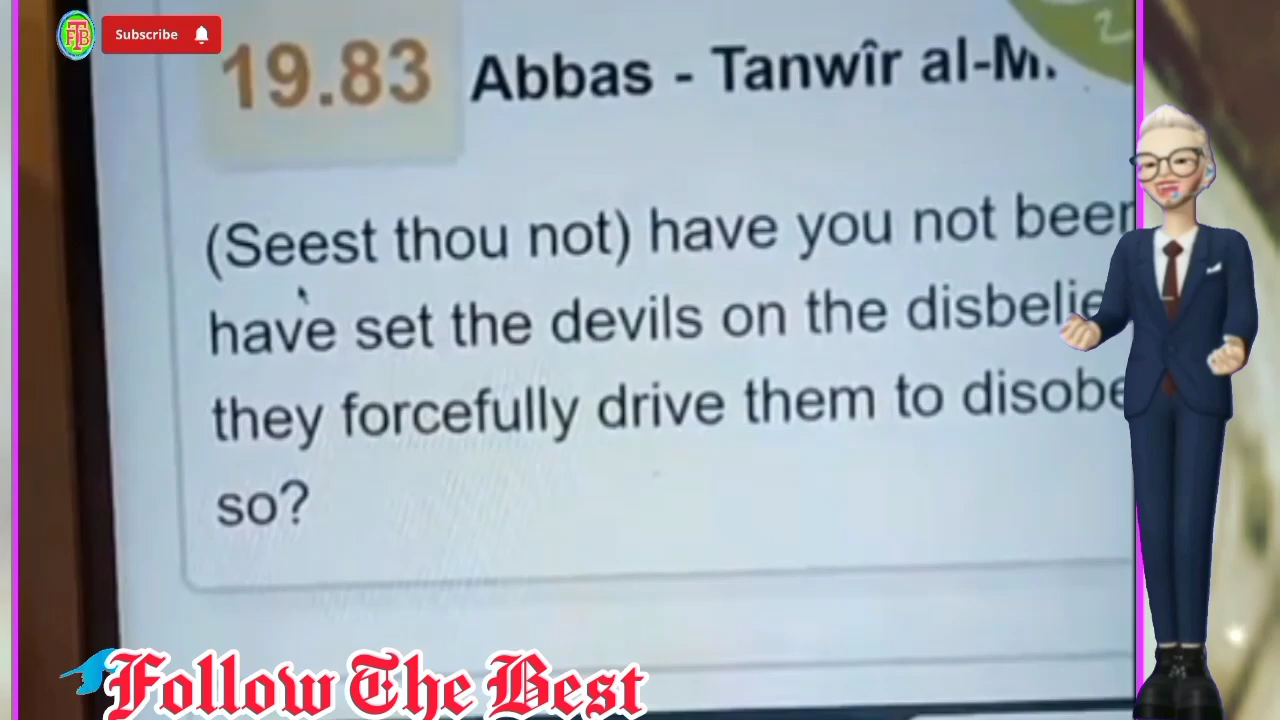 Subscribe
19.83 Abbas - Tanwîr al-M.
(Seest thou not) have you not been
have set the devils on the
they forcefully drive them to
so?
Follow The Best